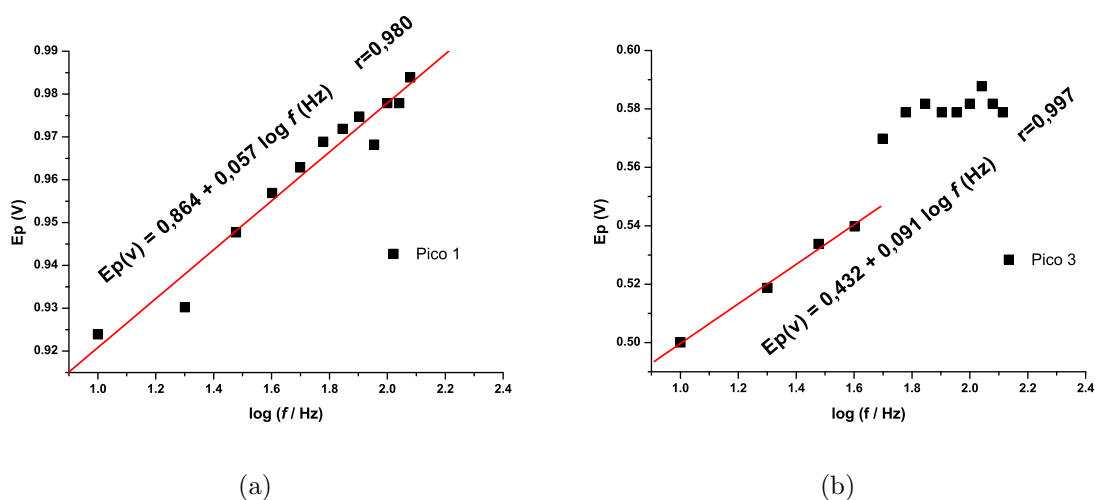 0.99
0.98
0.97
0.96
0.95
0.94
0.93
0.92
Ep (V)
Ep(v) = 0,864 + 0,057 log f (Hz)
r=0,980
Pico 1
1.0 1.2 1.4 1.6 1.8 2.0 2.2 2.4
log (f / Hz)
(a)
0.60
0.58
0.56
0.54
0.52
0.50
Ep (V)
Ep(v) = 0,432 + 0,091 log f (Hz)
r=0,997
Pico 3
1.0 1.2 1.4 1.6 1.8 2.0 2.2 2.4
log (f / Hz)
(b)